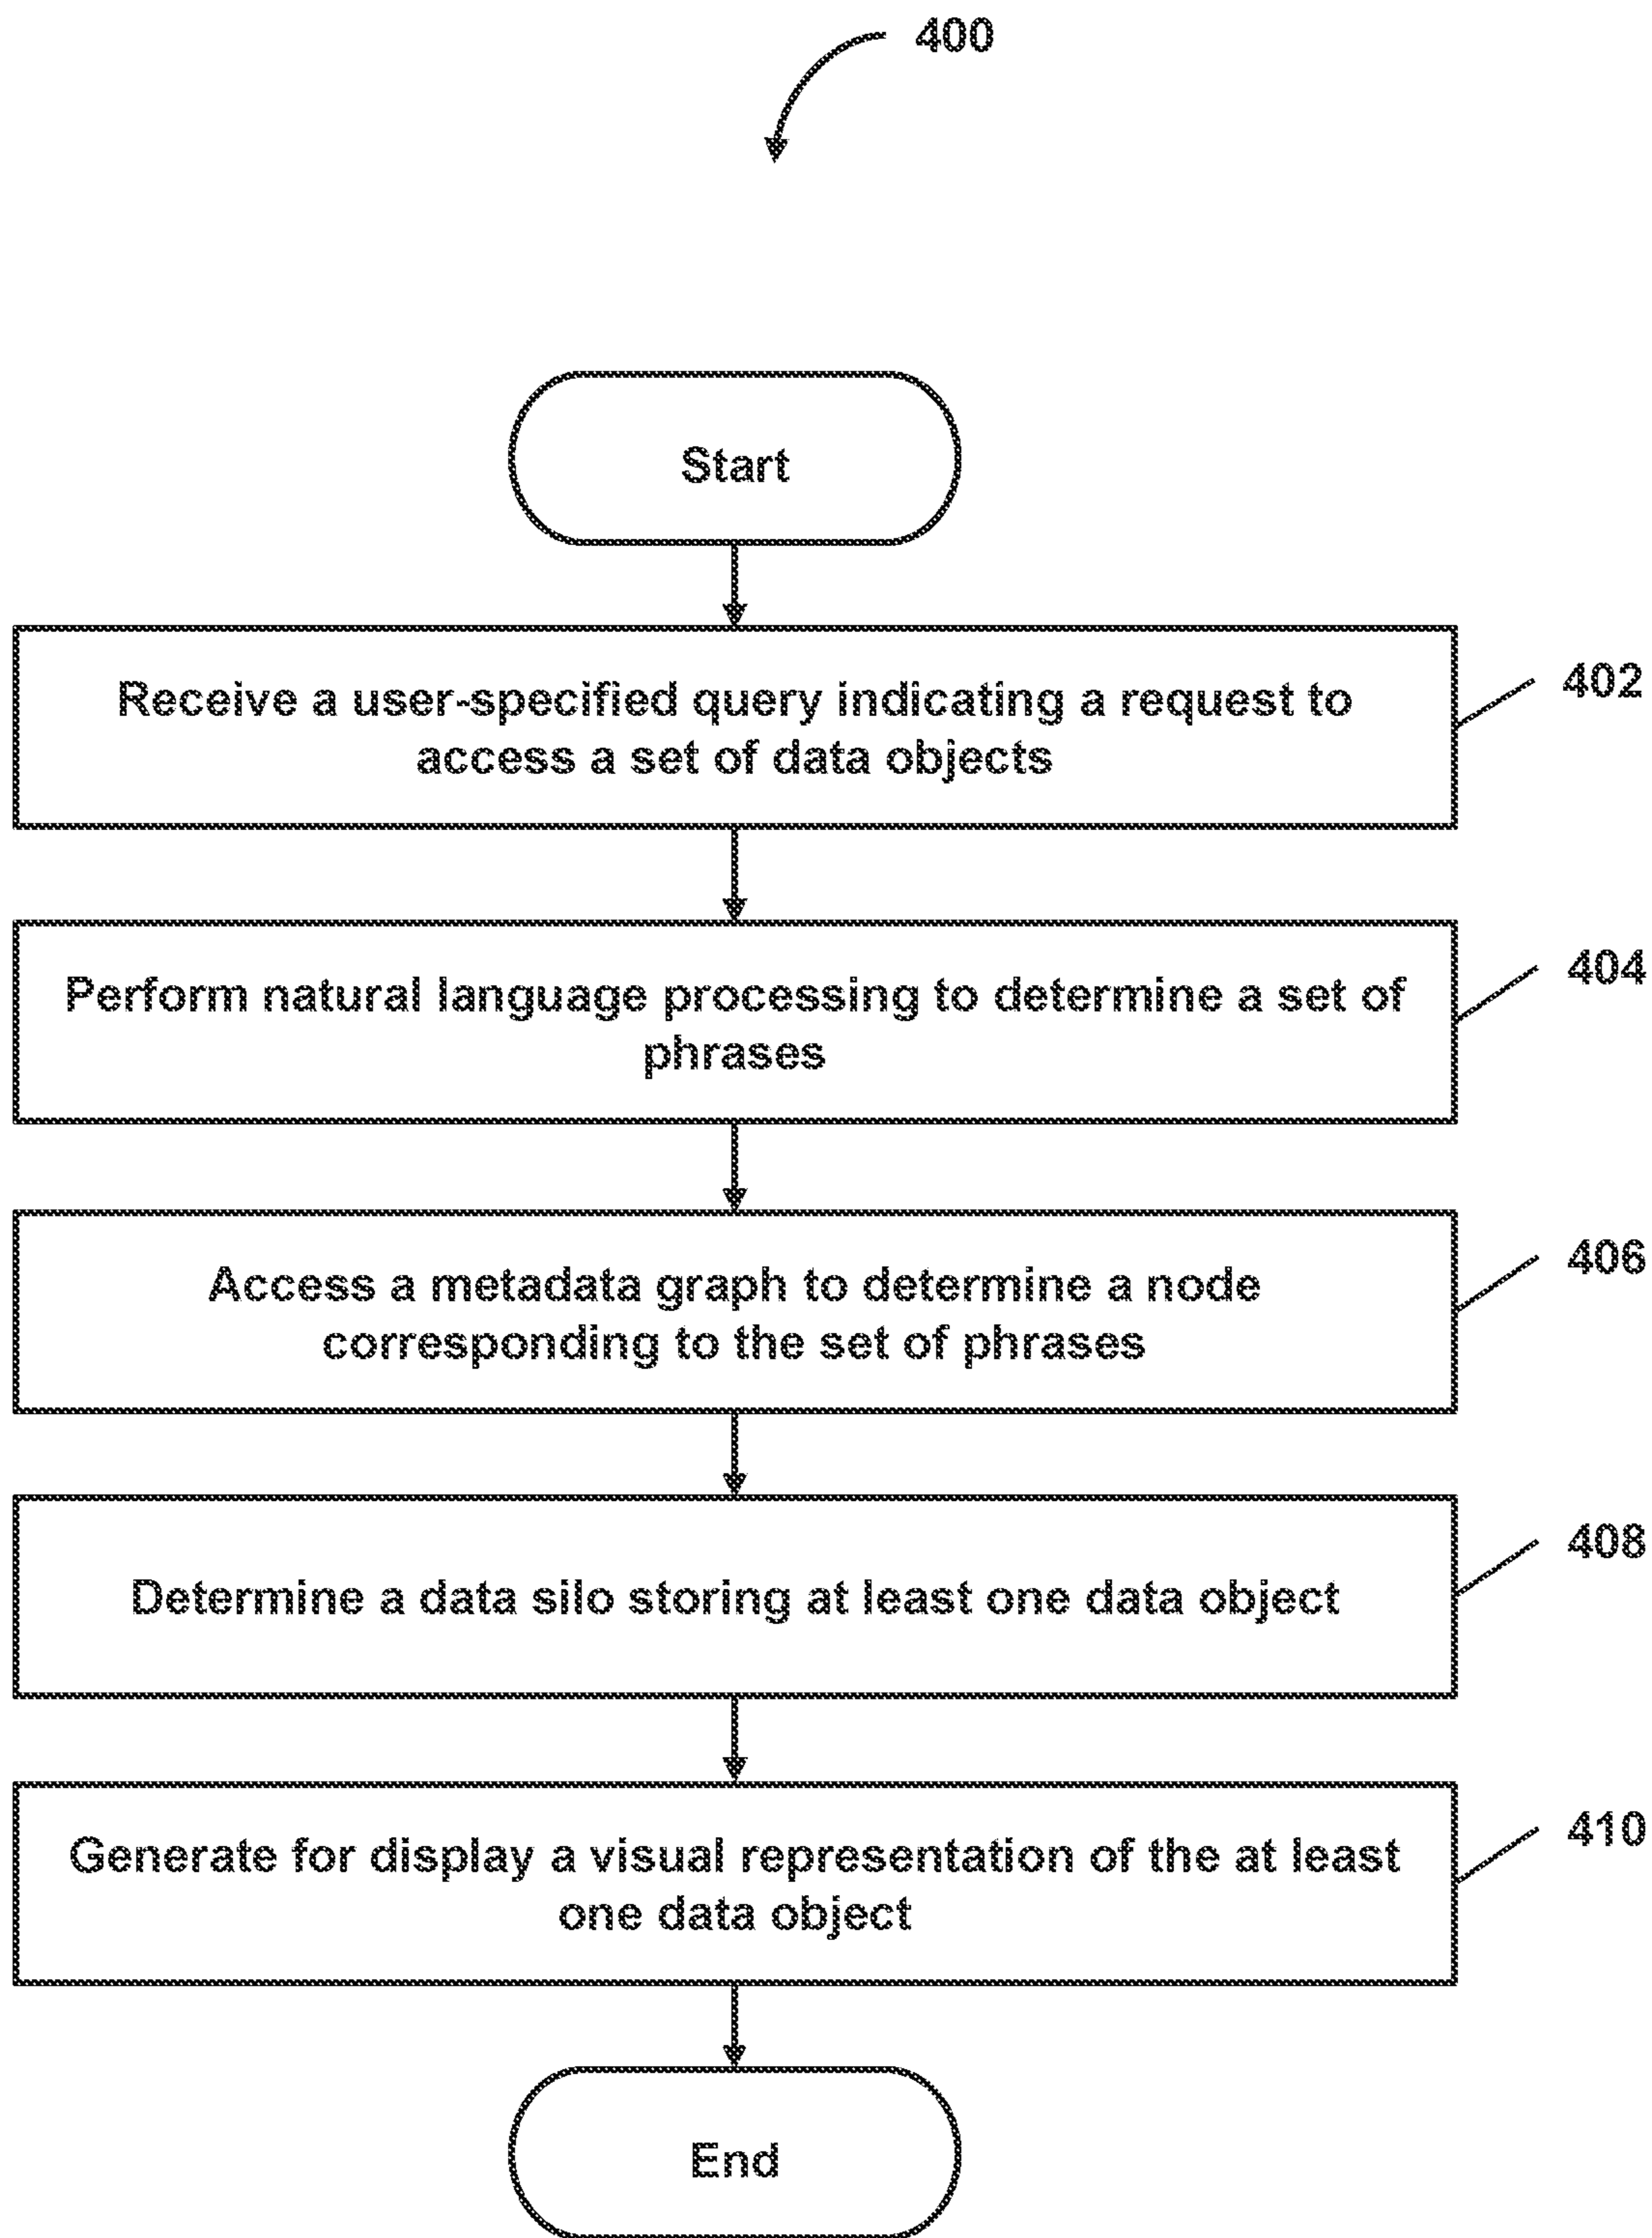 400
Start
Receive a user-specified query indicating a request to
access a set of data objects
402
Perform natural language processing to determine a set of
phrases
404
Access a metadata graph to determine a node
corresponding to the set of phrases
406
Determine a data silo storing at least one data object
408
Generate for display a visual representation of the at least
one data object
410
End